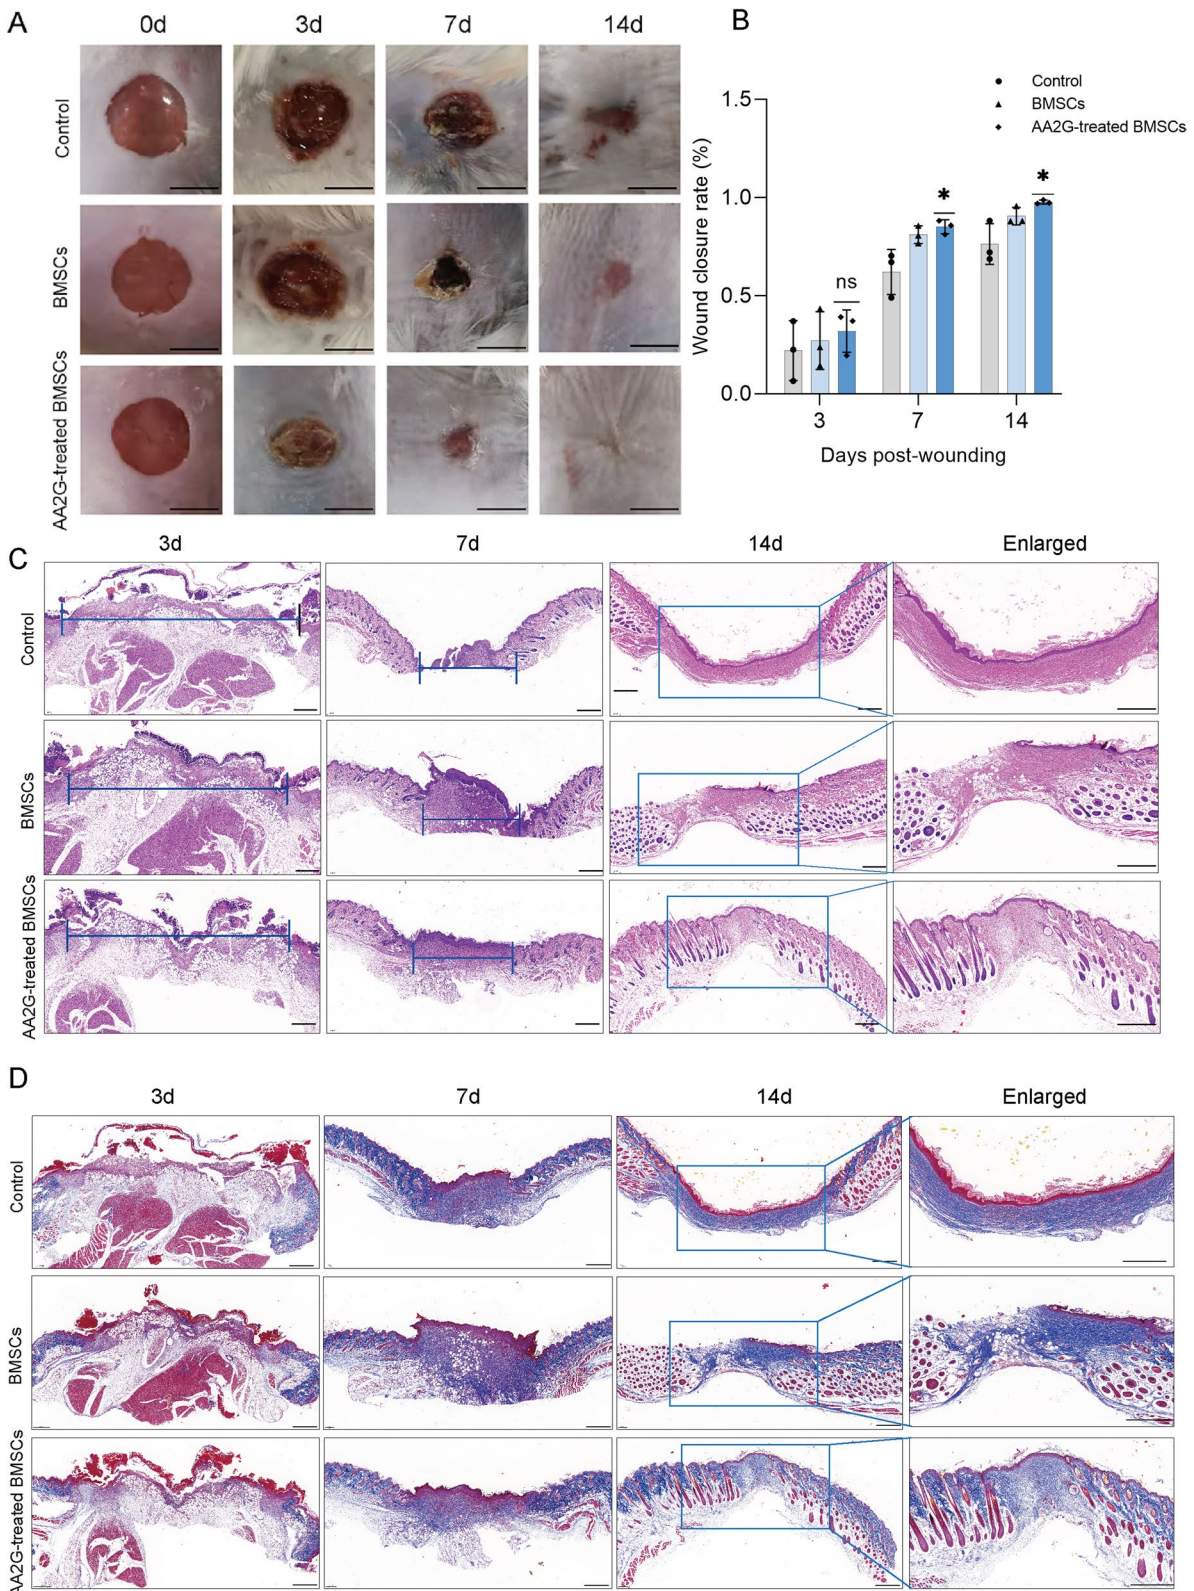 A
0d
3d
7d
14d
Control
BMSCs
AA2G-treated BMSCs
B
Control
BMSCs
AA2G-treated BMSCs
Wound closure rate (%)
1.5
1.0
0.5
0.0
ns
*
*
3
7
14
Days post-wounding
C
3d
7d
14d
Enlarged
Control
BMSCs
AA2G-treated BMSCs
D
3d
7d
14d
Enlarged
Control
BMSCs
AA2G-treated BMSCs